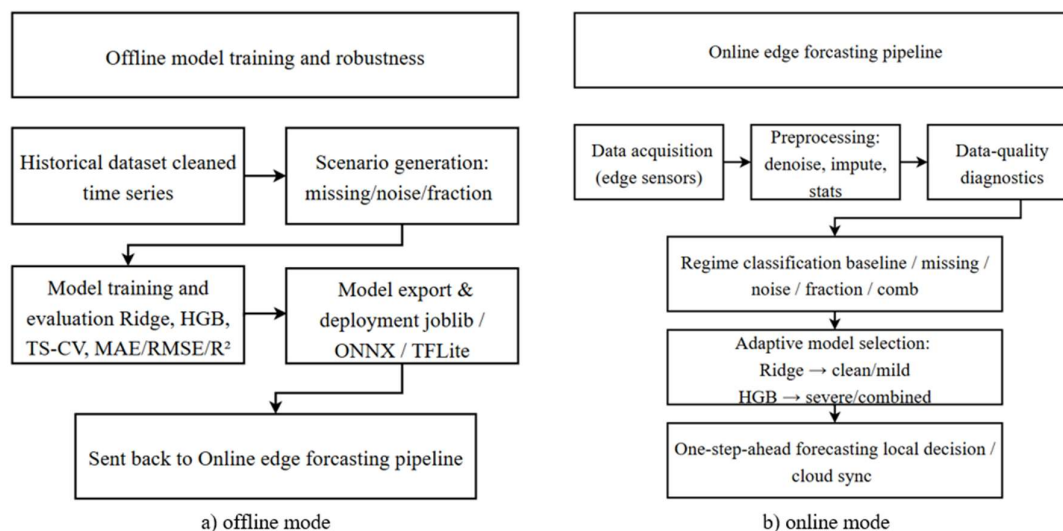 Offline model training and robustness
Historical dataset cleaned
time series
Scenario generation:
missing/noise/fraction
Model training and
evaluation Ridge, HGB,
TS-CV, MAE/RMSE/R²
Model export &
deployment joblib /
ONNX / TFLite
Sent back to Online edge forcasting pipeline
a) offline mode
Online edge forcasting pipeline
Data acquisition
(edge sensors)
Preprocessing:
denoise, impute,
stats
Data-quality
diagnostics
Regime classification baseline / missing /
noise / fraction / comb
Adaptive model selection:
Ridge → clean/mild
HGB → severe/combined
One-step-ahead forecasting local decision /
cloud sync
b) online mode